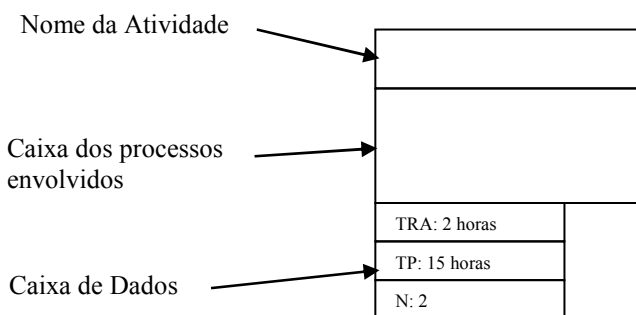 Nome da Atividade
Caixa dos processos
envolvidos
TRA: 2 horas
TP: 15 horas
Caixa de Dados
N: 2